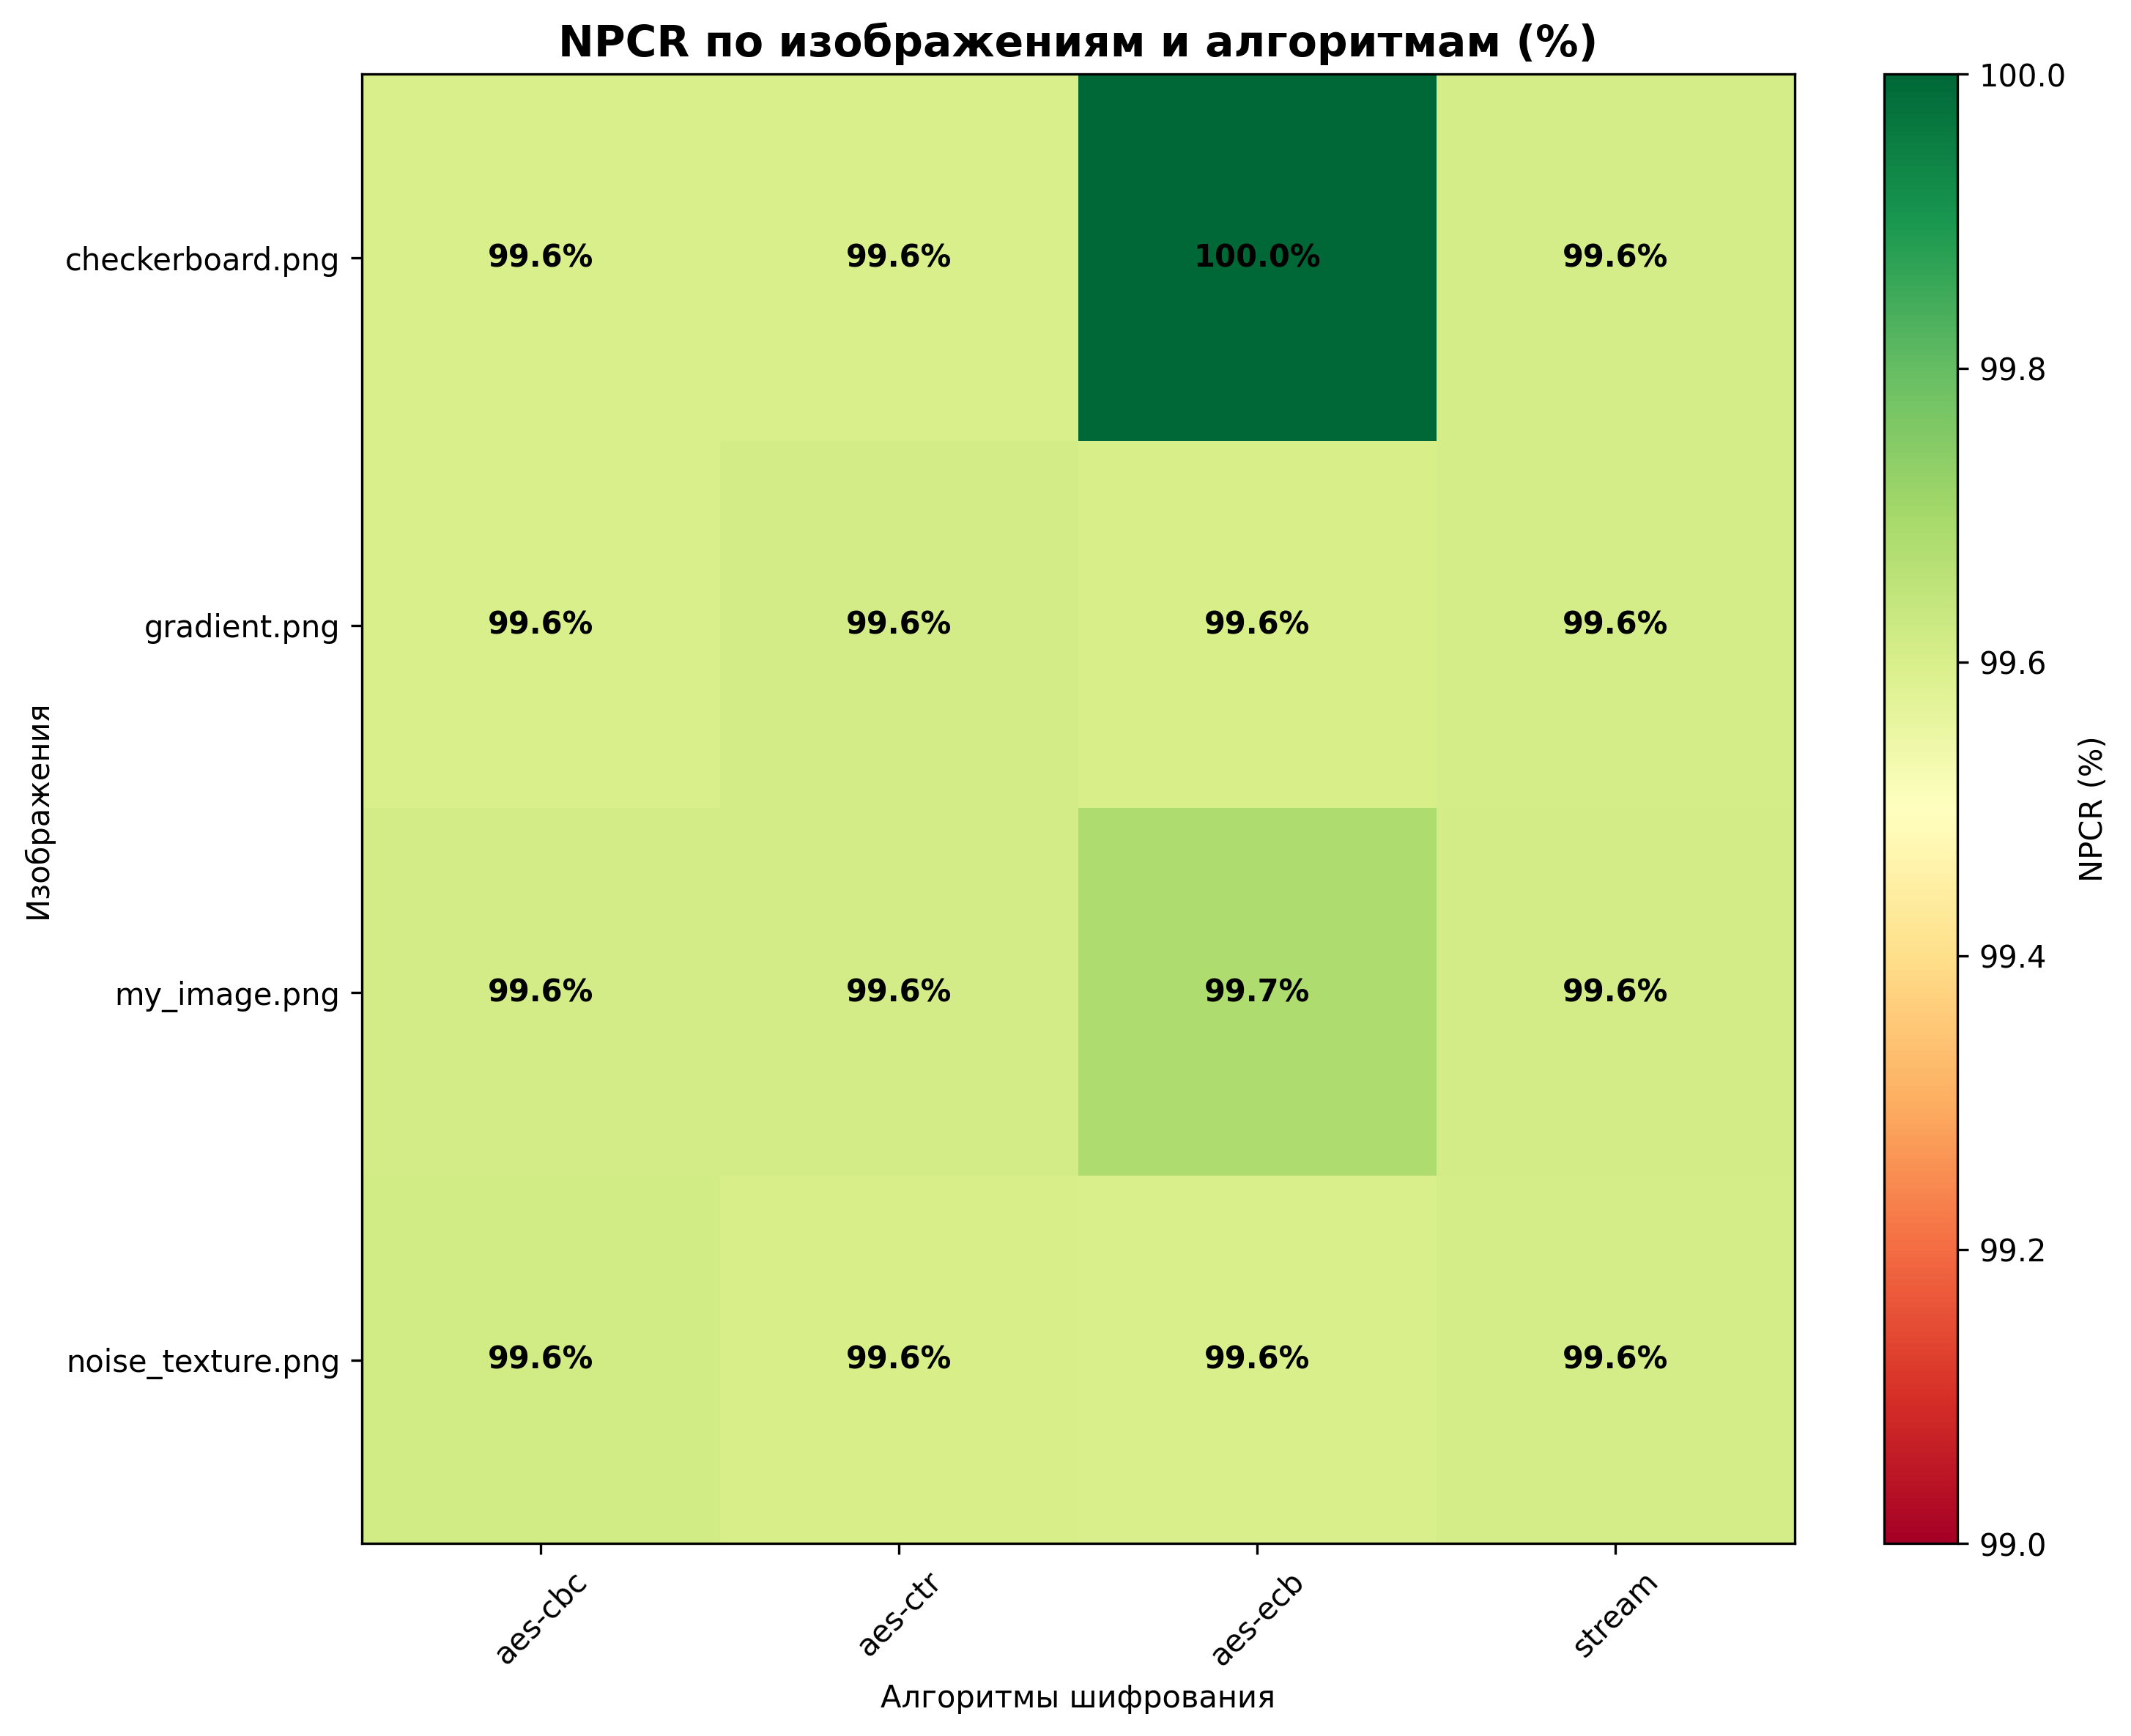 NPCR по изображениям и алгоритмам (%)
Изображения
checkerboard.png
99.6%
99.6%
100.0%
99.6%
gradient.png
99.6%
99.6%
99.6%
99.6%
my_image.png
99.6%
99.6%
99.7%
99.6%
noise_texture.png
99.6%
99.6%
99.6%
99.6%
aes-cbc
aes-ctr
aes-ecb
stream
Алгоритмы шифрования
100.0
99.8
99.6
99.4
99.2
99.0
NPCR (%)